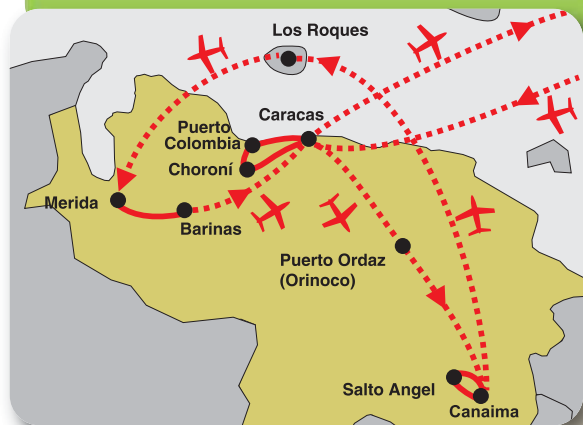 Los Roques
Caracas
Puerto
Colombia
Choroní
Merida
Barinas
Puerto Ordaz
(Orinoco)
Salto Angel
Canaima